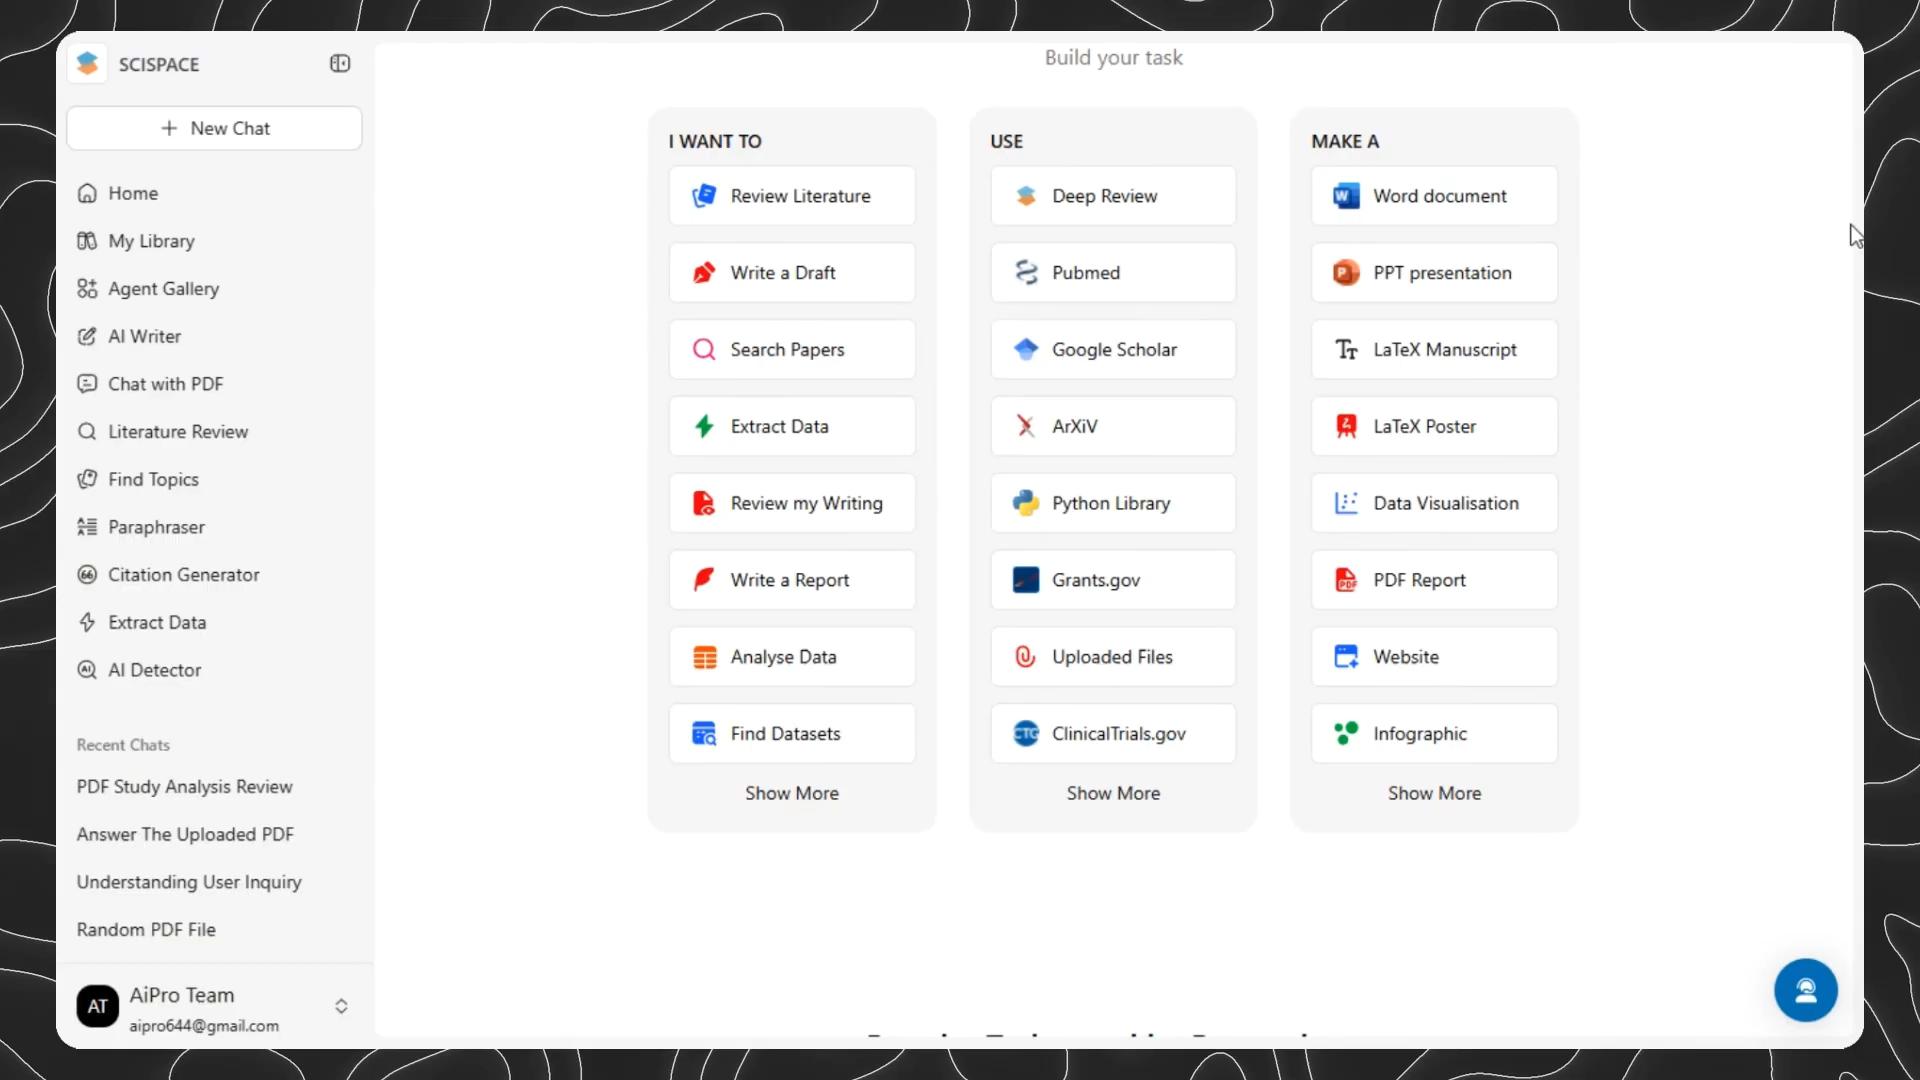 SCISPACE
New Chat
Home
My Library
Agent Gallery
AI Writer
Chat with PDF
Literature Review
Find Topics
Paraphraser
Citation Generator
Extract Data
AI Detector
Recent Chats
PDF Study Analysis Review
Answer The Uploaded PDF
Understanding User Inquiry
Random PDF File
AT
AiPro Team
aipro644@gmail.com
Build your task
I WANT TO
Review Literature
Write a Draft
Search Papers
Extract Data
Review my Writing
Write a Report
Analyse Data
Find Datasets
Show More
USE
Deep Review
Pubmed
Google Scholar
ArXiV
Python Library
Grants.gov
Uploaded Files
CTG
ClinicalTrials.gov
Show More
MAKE A
Word document
PPT presentation
LaTeX Manuscript
LaTeX Poster
Data Visualisation
PDF Report
Website
Infographic
Show More